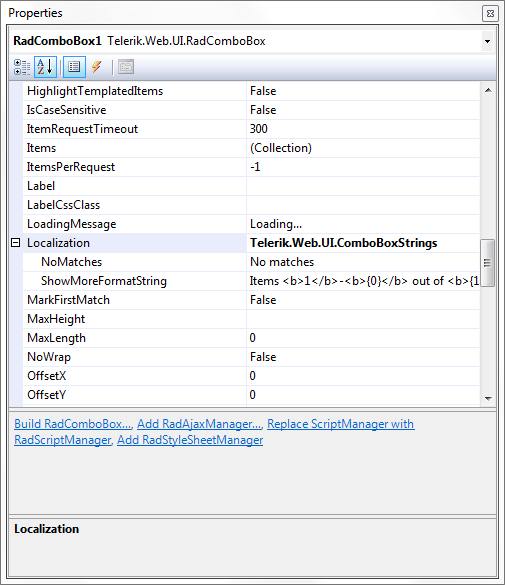 Properties
RadComboBox1 Telerik.Web.UI.RadComboBox
HighlightTemplatedItems False
IsCaseSensitive False
ItemRequestTimeout 300
Items (Collection)
ItemsPerRequest -1
Label
LabelCssClass
LoadingMessage Loading...
Localization Telerik.Web.UI.ComboBoxStrings
NoMatches No matches
ShowMoreFormatString Items <b>1</b>-<b>{0}</b> out of <b>{1
MarkFirstMatch False
MaxHeight
MaxLength 0
NoWrap False
OffsetX 0
OffsetY 0
Build RadComboBox..., Add RadAjaxManager..., Replace ScriptManager with
RadScriptManager, Add RadStyleSheetManager
Localization